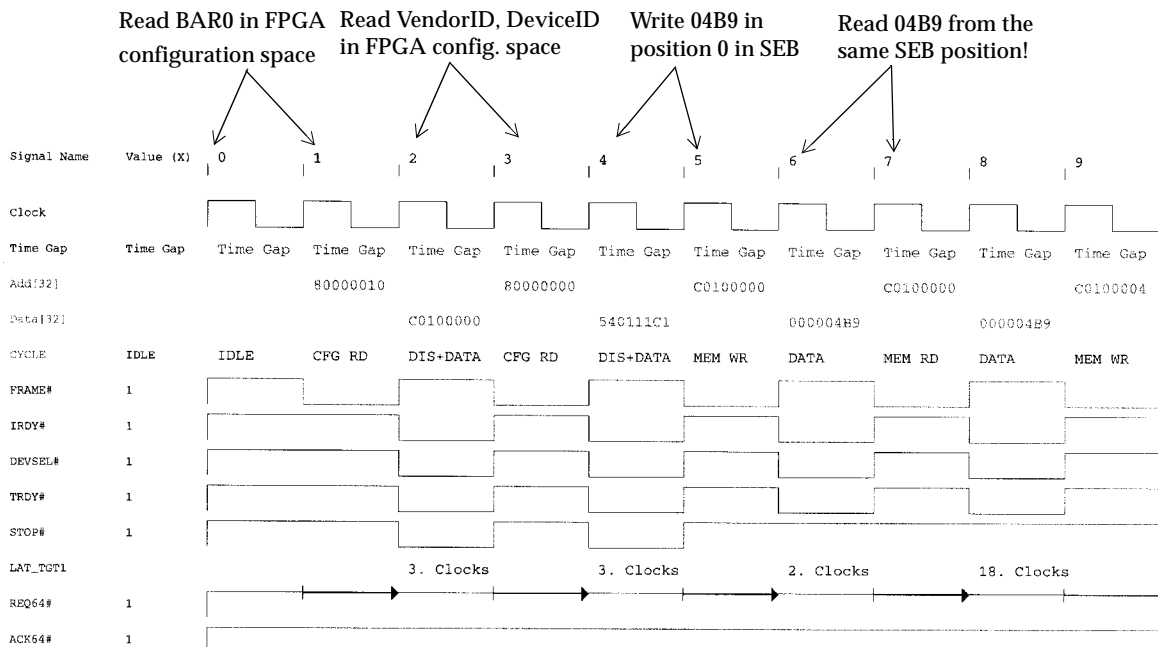 Read BAR0 in FPGA
configuration space
Read VendorID, DeviceID
in FPGA config. space
Write 04B9 in
position 0 in SEB
Read 04B9 from the
same SEB position!
Signal Name Value (X) 0 1 2 3 4 5 6 7 8 9
Clock
Time Gap Time Gap Time Gap Time Gap Time Gap Time Gap Time Gap Time Gap Time Gap Time Gap Time Gap Time Gap
Add[32] 80000010 80000000 C0100000 C0100000 C0100004
Data[32] C0100000 540111C1 000004B9 000004B9
CYCLE IDLE IDLE CFG RD DIS+DATA CFG RD DIS+DATA MEM WR DATA MEM RD DATA MEM WR
FRAME# 1
IRDY# 1
DEVSEL# 1
TRDY# 1
STOP# 1
LAT_TGT1 3. Clocks 3. Clocks 2. Clocks 18. Clocks
REQ64# 1
ACK64# 1